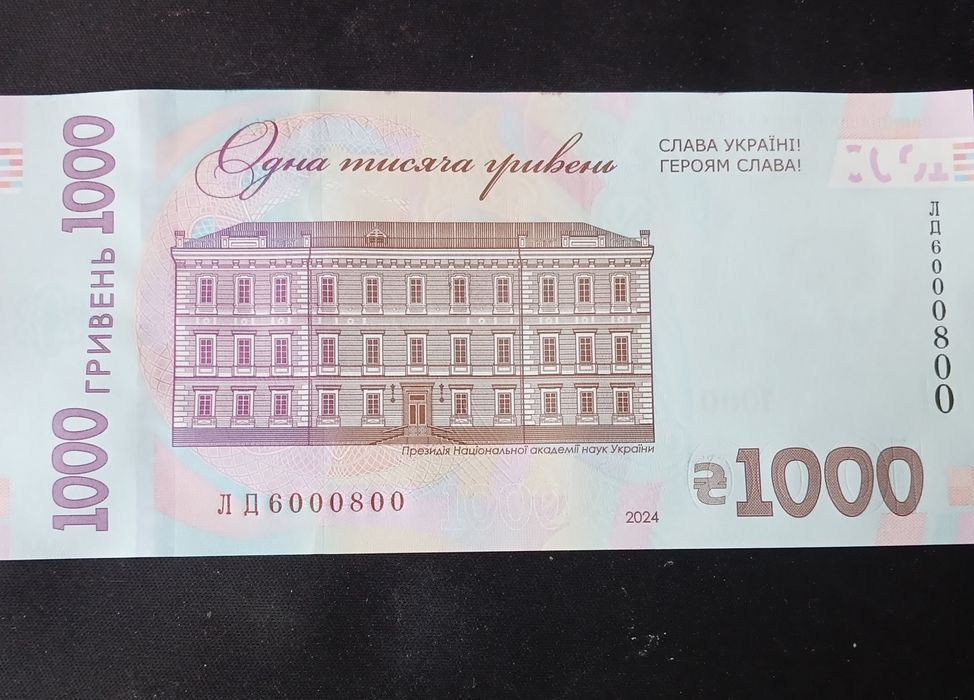 1000 ГРИВЕНЬ 1000
Одна тисяча гривень
СЛАВА УКРАЇНІ!
ГЕРОЯМ СЛАВА!
ЛД6000800
Президія Національної академії наук України
ЛД6000800
2024
₴1000